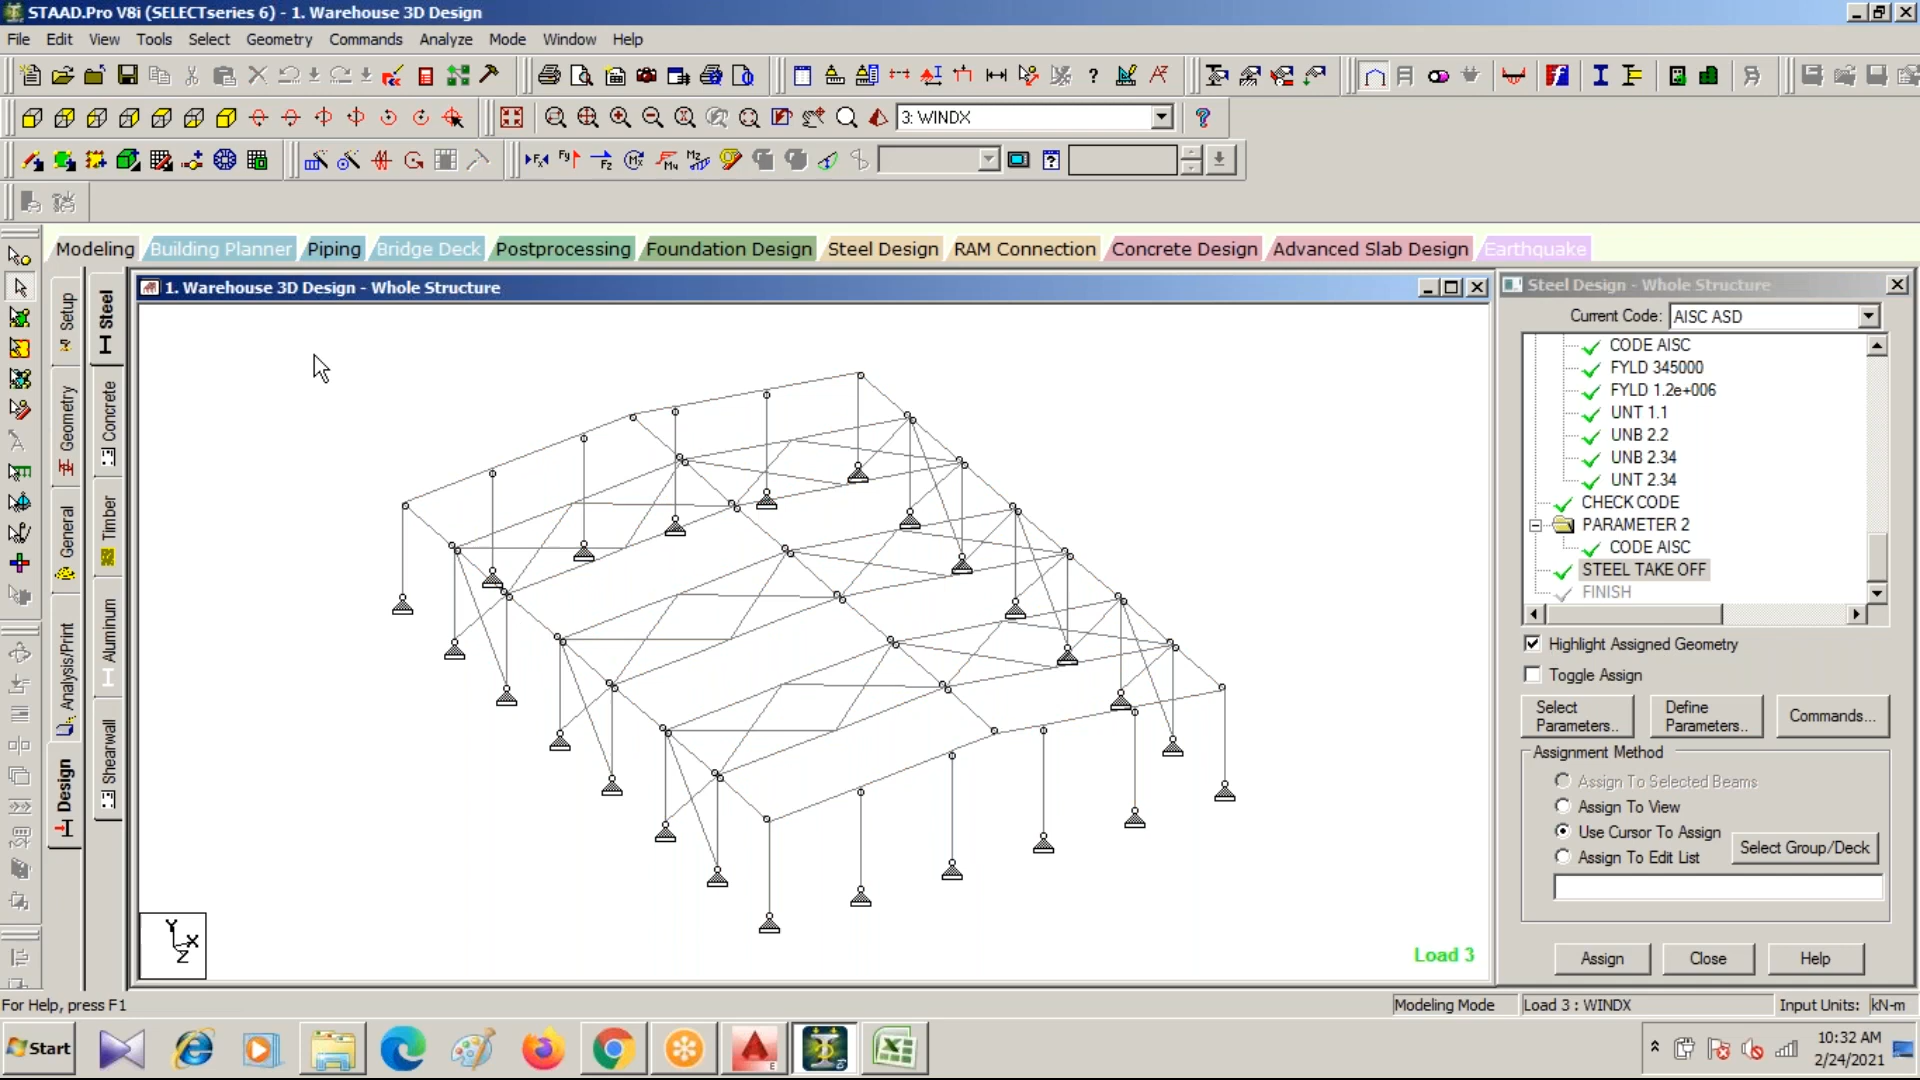 STAAD.Pro V8i (SELECTseries 6) - 1. Warehouse 3D Design
File Edit View Tools Select Geometry Commands Analyze Mode Window Help
3: WINDX
Modeling Building Planner Piping Bridge Deck Postprocessing Foundation Design Steel Design RAM Connection Concrete Design Advanced Slab Design Earthquake
Setup
Geometry
General
Analysis/Print
Design
Steel
Concrete
Timber
Aluminum
Shearwall
1. Warehouse 3D Design - Whole Structure
Y
X
Z
Load 3
Steel Design - Whole Structure
Current Code: AISC ASD
CODE AISC
FYLD 345000
FYLD 1.2e+006
UNT 1.1
UNB 2.2
UNB 2.34
UNT 2.34
CHECK CODE
PARAMETER 2
CODE AISC
STEEL TAKE OFF
FINISH
Highlight Assigned Geometry
Toggle Assign
Select Parameters..
Define Parameters..
Commands...
Assignment Method
Assign To Selected Beams
Assign To View
Use Cursor To Assign
Assign To Edit List
Select Group/Deck
Assign Close Help
For Help, press F1
Modeling Mode
Load 3 : WINDX
Input Units: kN-m
Start
10:32 AM
2/24/2021